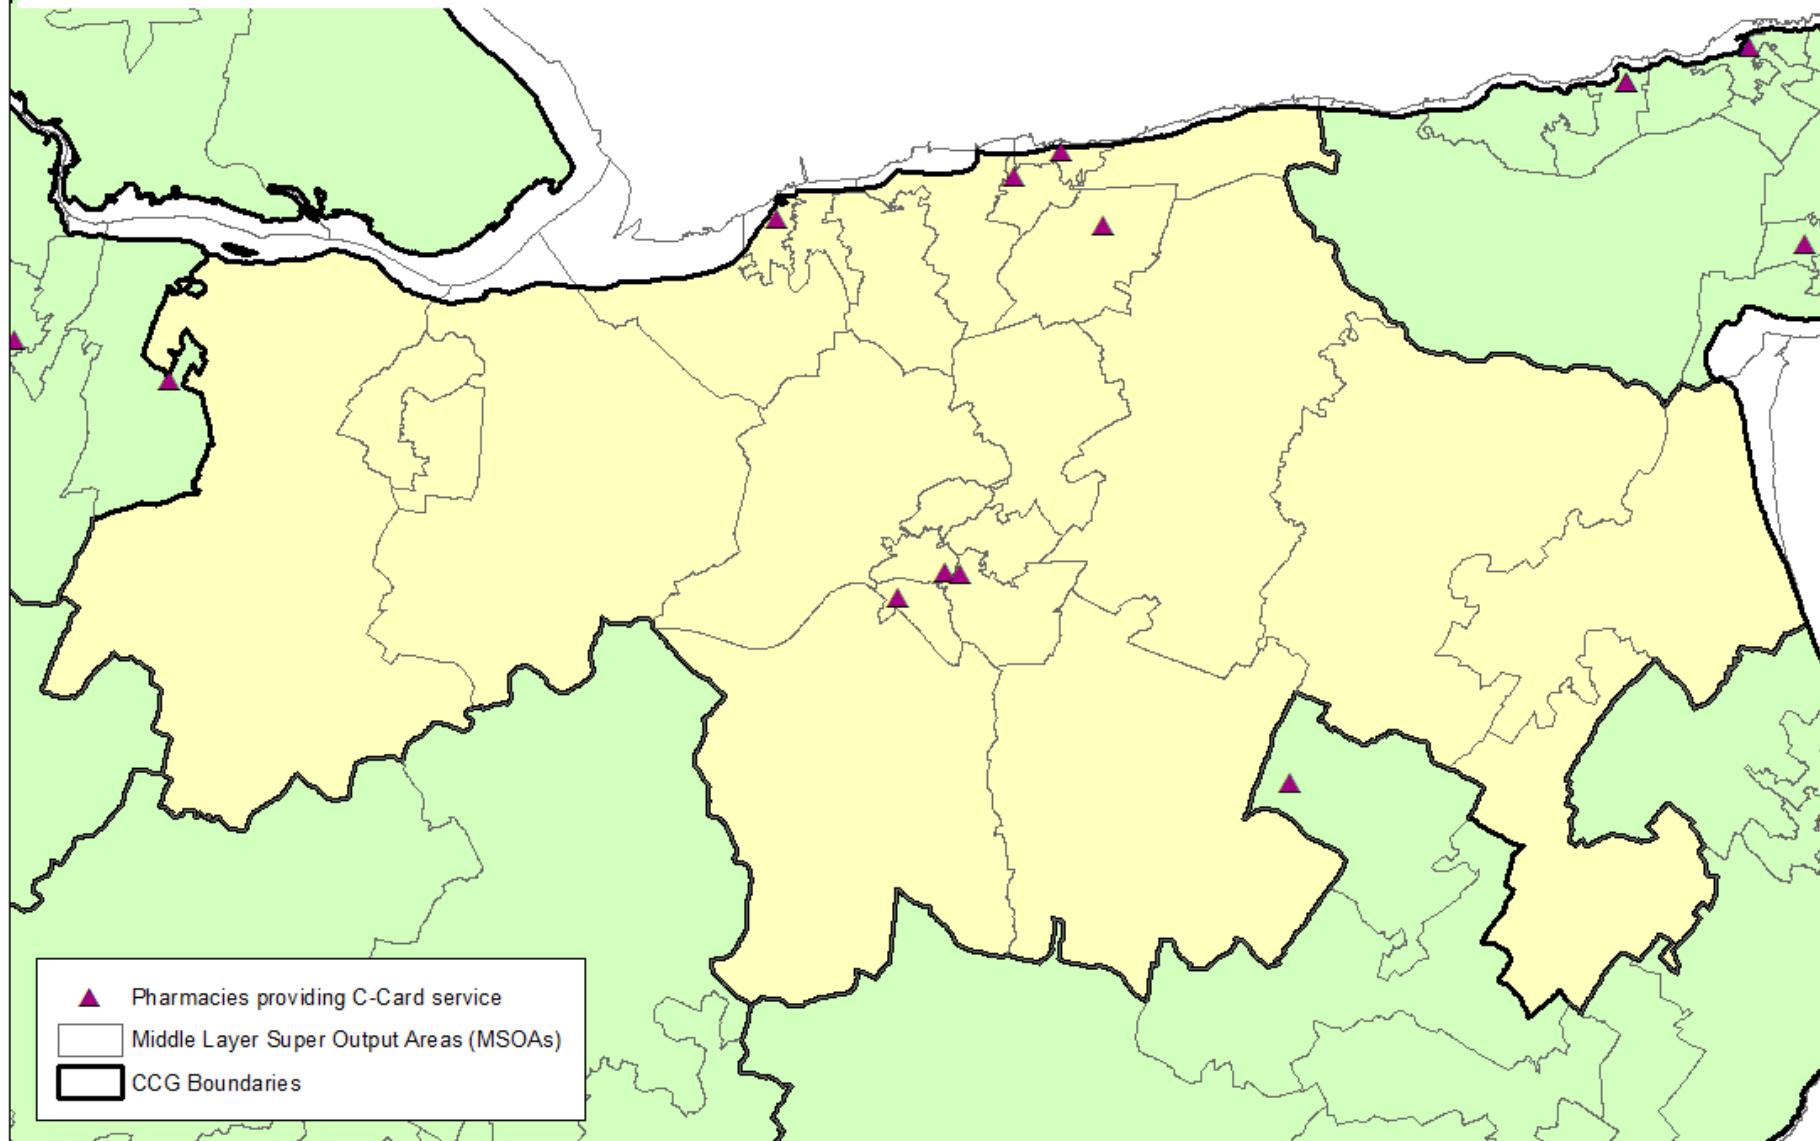 Pharmacies providing C-Card service
Middle Layer Super Output Areas (MSOAs)
CCG Boundaries